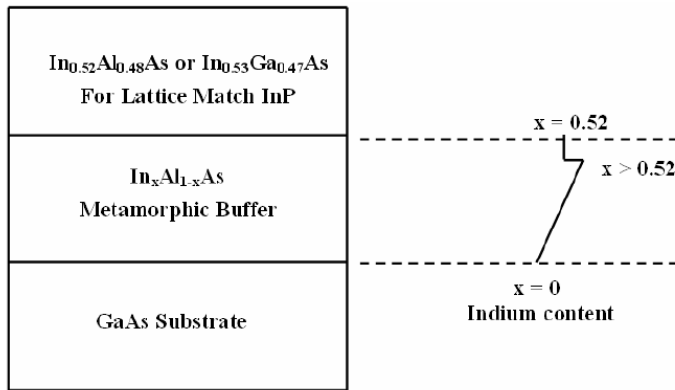 In₀.₅₂Al₀.₄₈As or In₀.₅₃Ga₀.₄₇As
For Lattice Match InP
x = 0.52
x > 0.52
InₓAl₁₋ₓAs
Metamorphic Buffer
x = 0
Indium content
GaAs Substrate